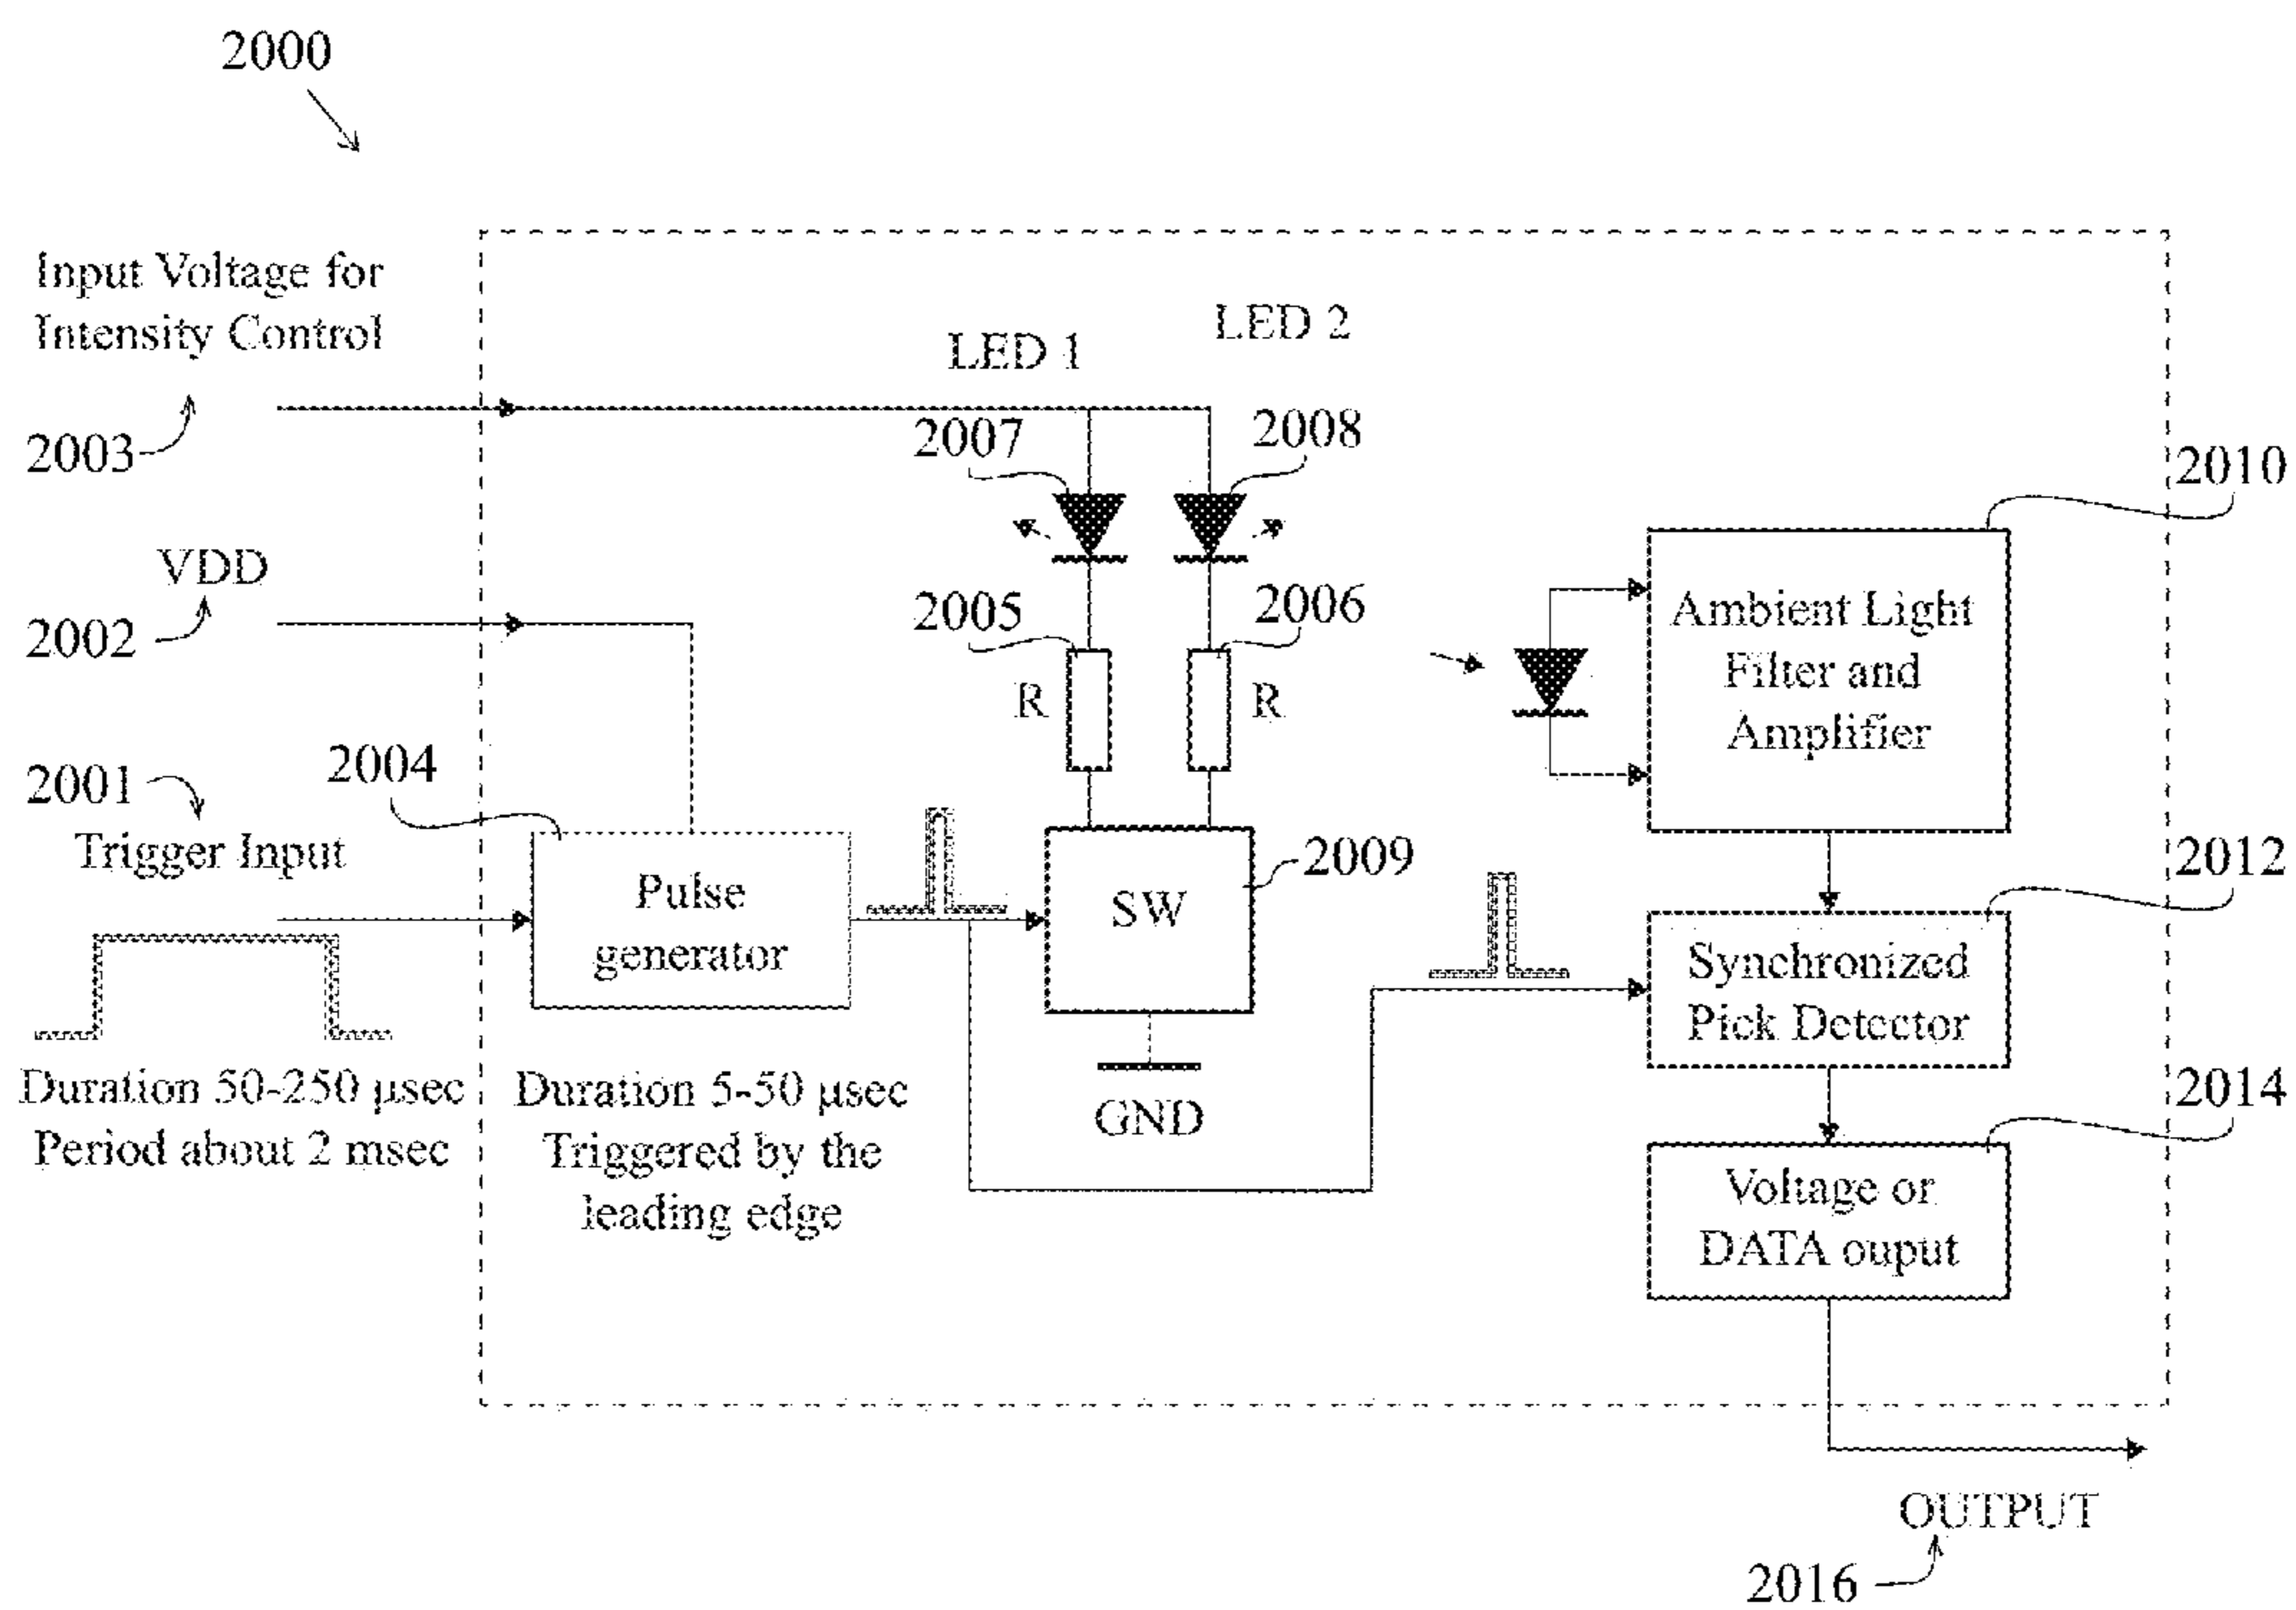 2000
Input Voltage for
Intensity Control
2003
LED 1
LED 2
2007
2008
2010
VDD
2002
2005
2006
R
R
Ambient Light
Filter and
Amplifier
2001
Trigger Input
2004
Pulse
generator
SW
2009
2012
Synchronized
Pick Detector
Duration 50-250 μsec
Period about 2 msec
Duration 5-50 μsec
Triggered by the
leading edge
GND
2014
Voltage or
DATA ouput
OUTPUT
2016